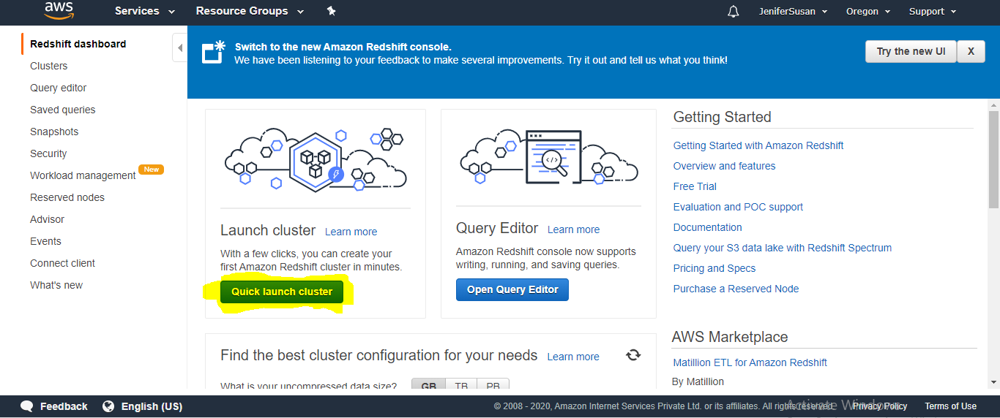 aws
Services
Resource Groups
JeniferSusan
Oregon
Support
Redshift dashboard
Clusters
Query editor
Saved queries
Snapshots
Security
Workload management
New
Reserved nodes
Advisor
Events
Connect client
What's new
Switch to the new Amazon Redshift console.
We have been listening to your feedback to make several improvements. Try it out and tell us what you think!
Try the new UI
X
Launch cluster Learn more
With a few clicks, you can create your
first Amazon Redshift cluster in minutes.
Quick launch cluster
</>
Query Editor Learn more
Amazon Redshift console now supports
writing, running, and saving queries.
Open Query Editor
Find the best cluster configuration for your needs Learn more
What is your uncompressed data size?
GB TB PB
Getting Started
Getting Started with Amazon Redshift
Overview and features
Free Trial
Evaluation and POC support
Documentation
Query your S3 data lake with Redshift Spectrum
Pricing and Specs
Purchase a Reserved Node
AWS Marketplace
Matillion ETL for Amazon Redshift
By Matillion
Feedback
English (US)
© 2008 - 2020, Amazon Internet Services Private Ltd. or its affiliates. All rights reserved.
Activate Windows
Privacy Policy
Terms of Use